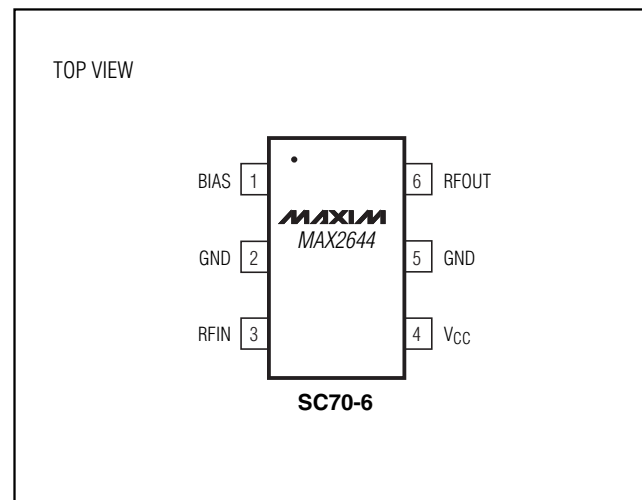 TOP VIEW
BIAS 1
6 RFOUT
MAXIM
MAX2644
GND 2
5 GND
RFIN 3
4 VCC
SC70-6